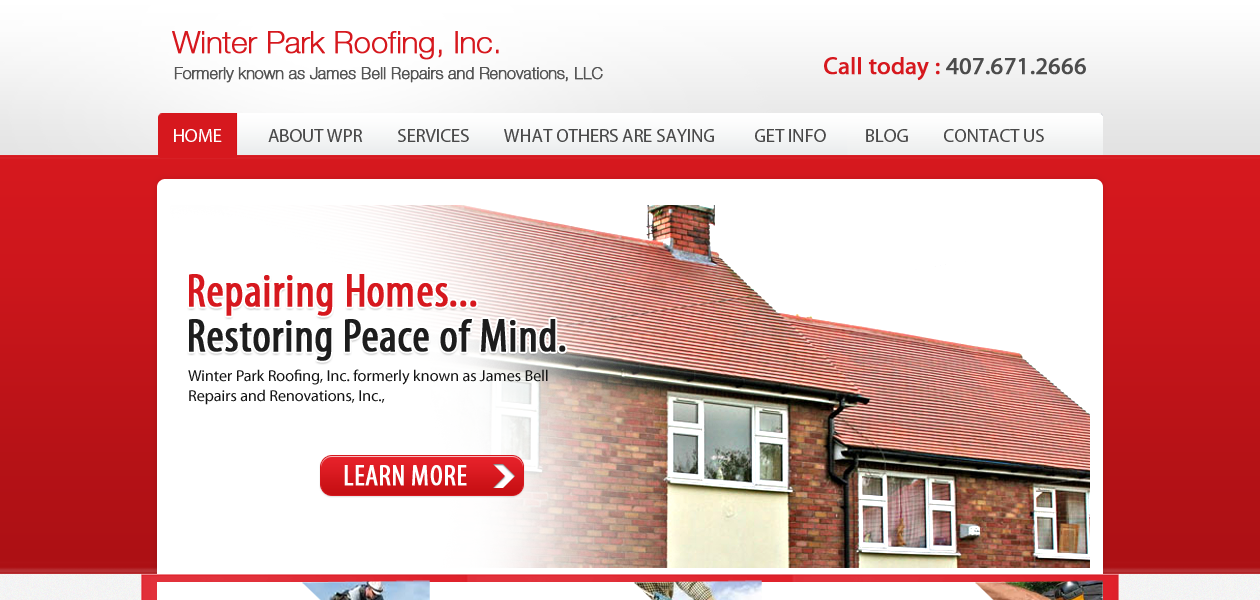 Winter Park Roofing, Inc.
Formerly known as James Bell Repairs and Renovations, LLC
Call today : 407.671.2666
HOME ABOUT WPR SERVICES WHAT OTHERS ARE SAYING GET INFO BLOG CONTACT US
Repairing Homes...
Restoring Peace of Mind.
Winter Park Roofing, Inc. formerly known as James Bell
Repairs and Renovations, Inc.,
LEARN MORE